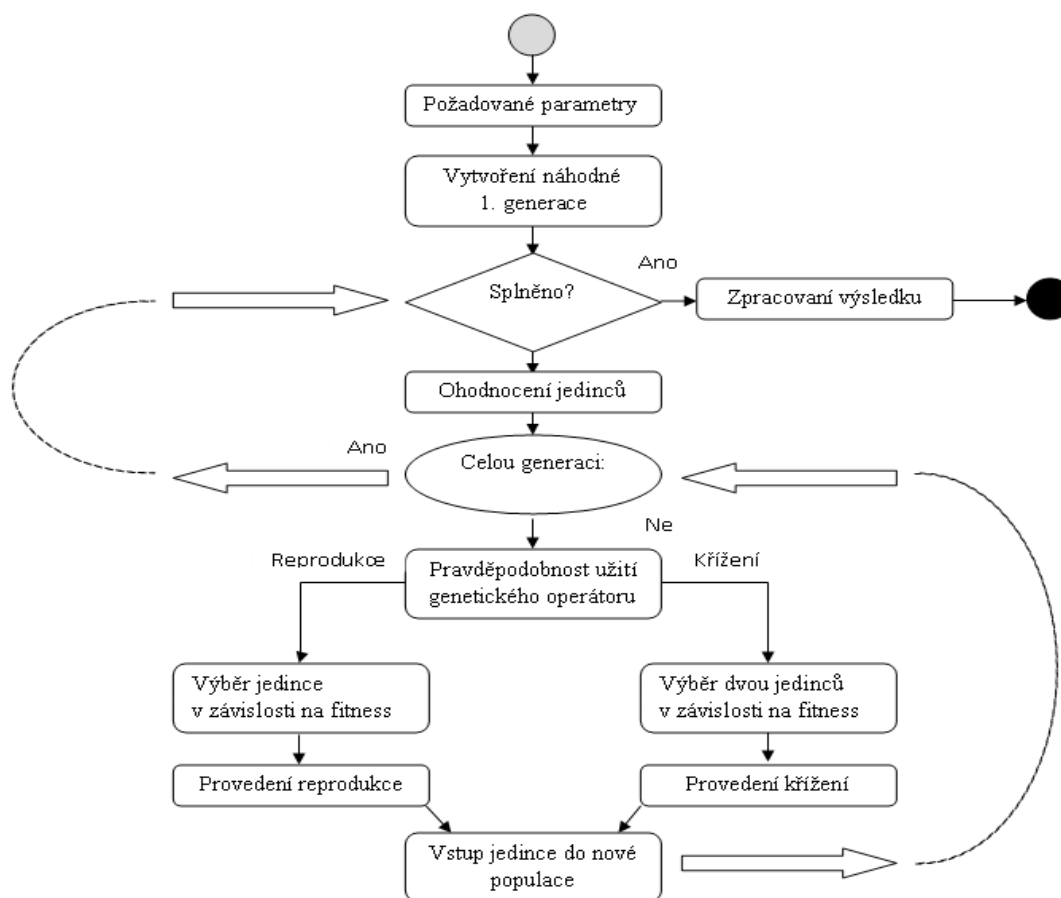 Požadované parametry
Vytvoření náhodné
1. generace
Ano
Splněno?
Zpracovaní výsledku
Ohodnocení jedinců
Ano
Celou generaci:
Ne
Reprodukce
Křížení
Pravděpodobnost užití
genetického operátoru
Výběr jedince
v závislosti na fitness
Výběr dvou jedinců
v závislosti na fitness
Provedení reprodukce
Provedení křížení
Vstup jedince do nové
populace